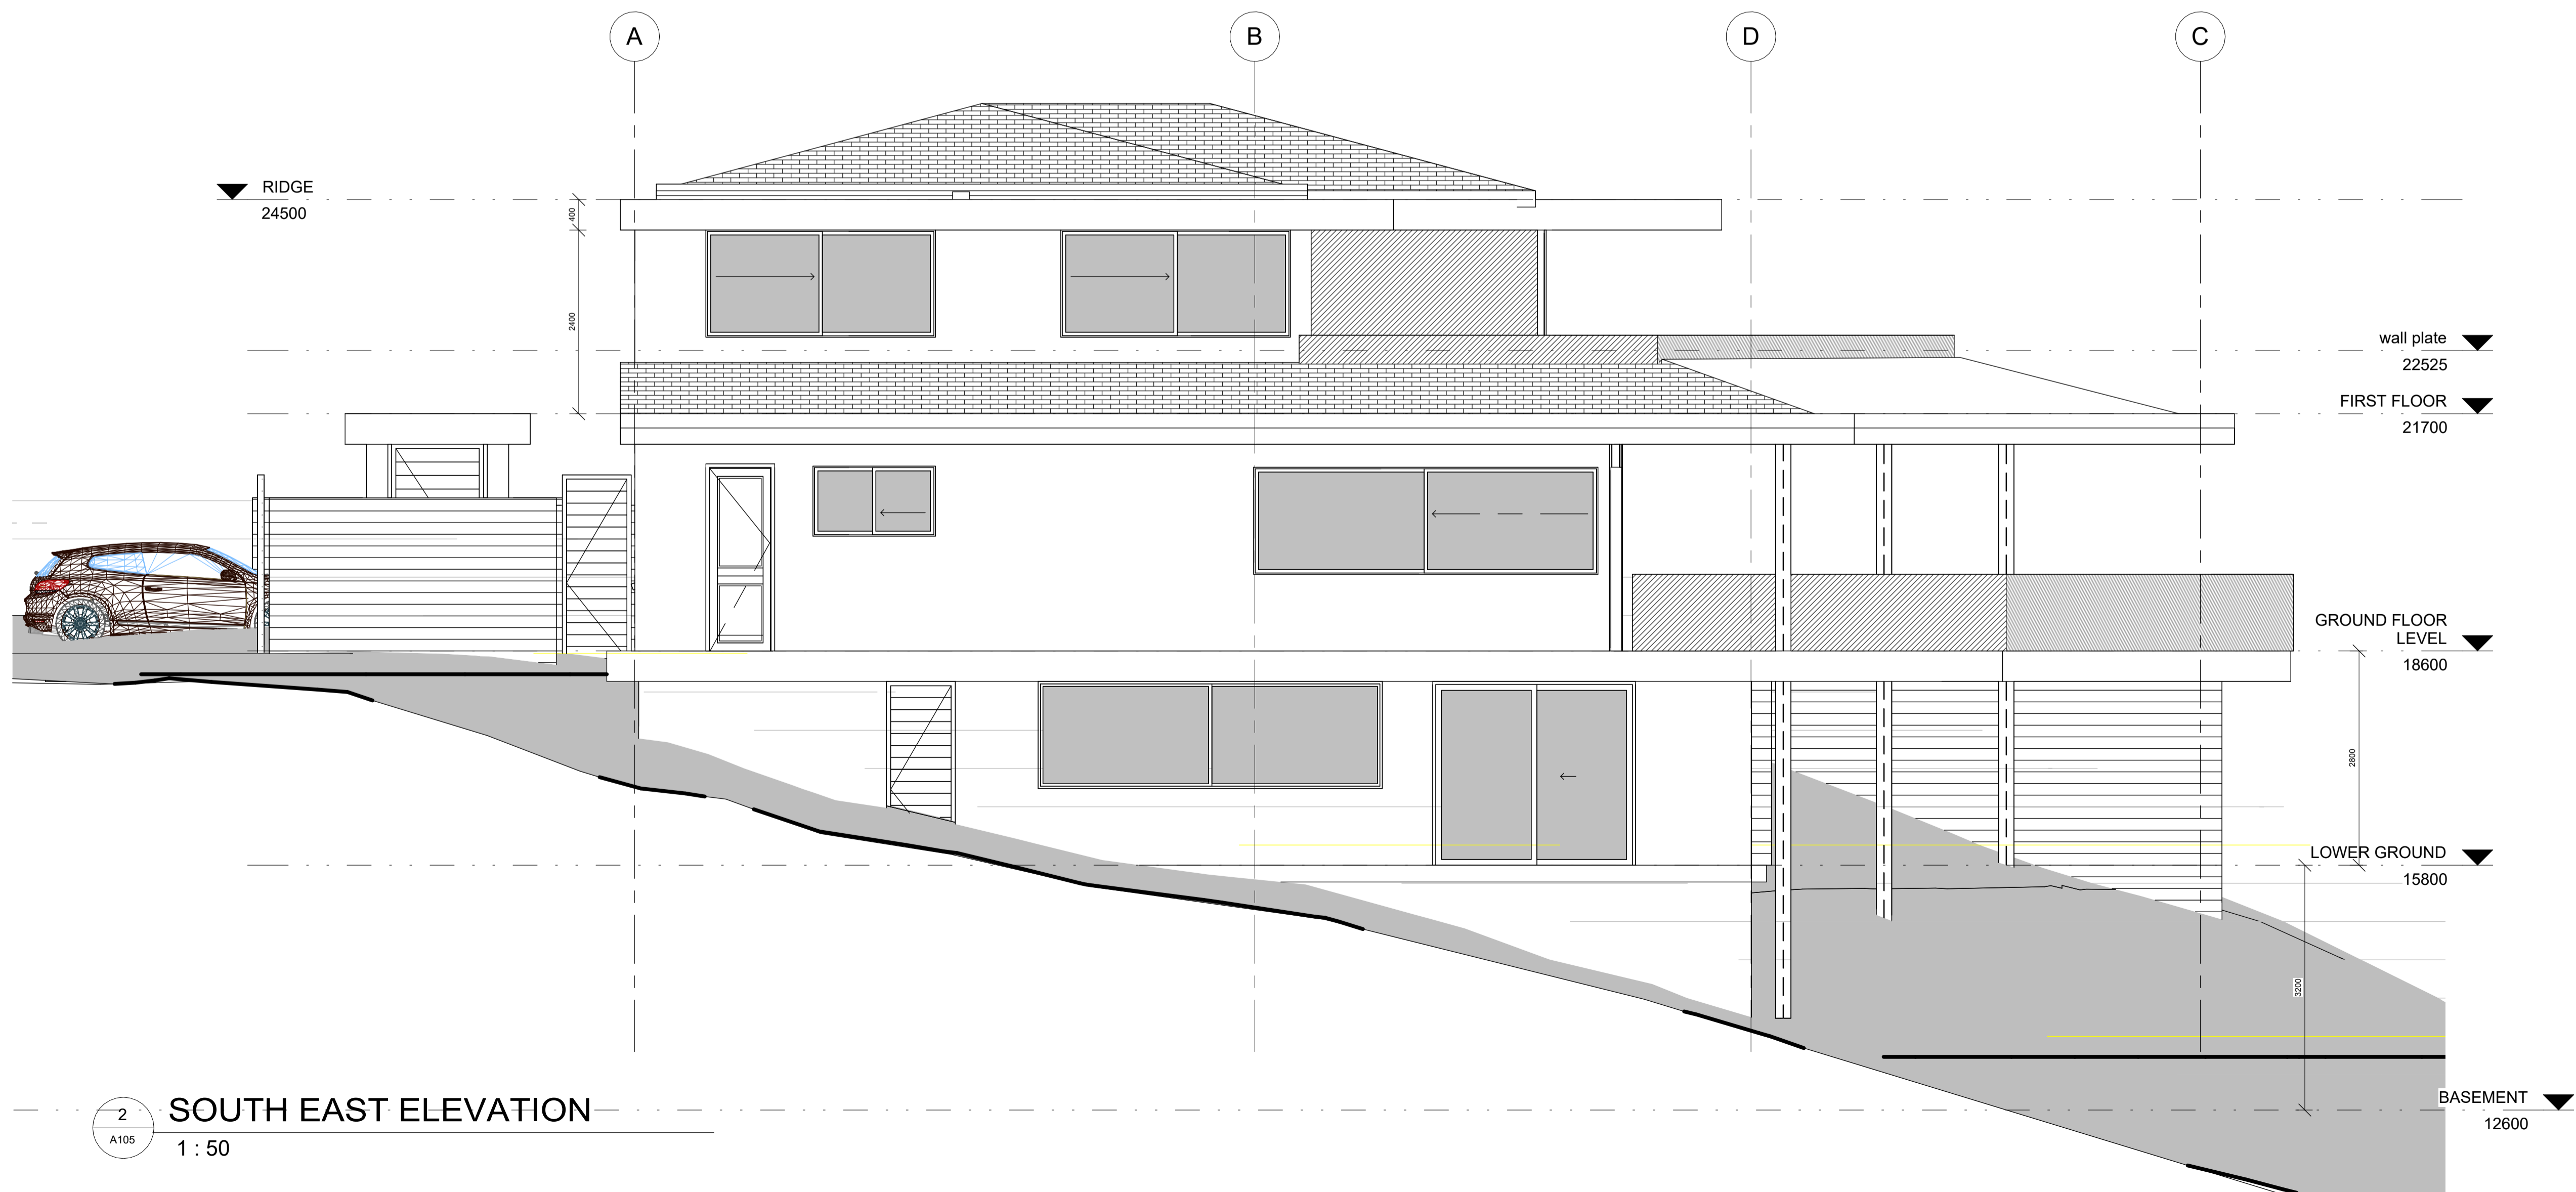 A
B
D
C
RIDGE
24500
400
2400
wall plate
22525
FIRST FLOOR
21700
GROUND FLOOR
LEVEL
18600
2800
LOWER GROUND
15800
3200
BASEMENT
12600
2
A105
SOUTH EAST ELEVATION
1 : 50